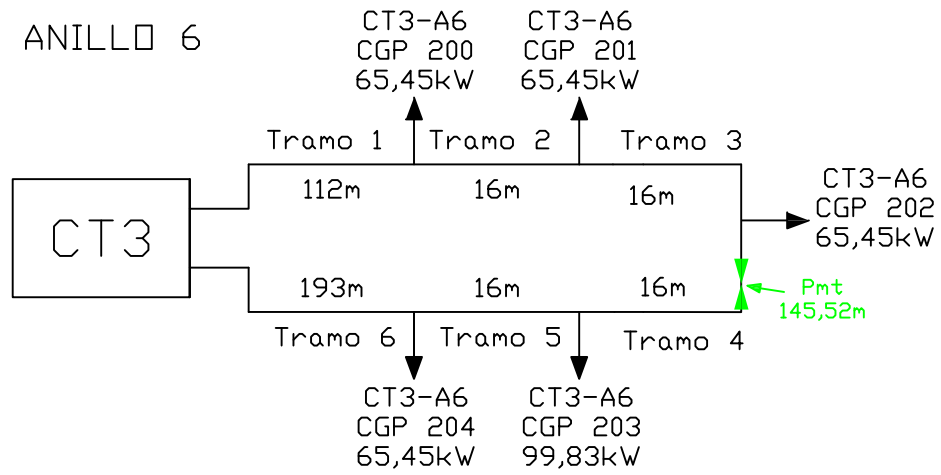 ANILLO 6
CT3-A6
CGP 200
65,45kW
CT3-A6
CGP 201
65,45kW
Tramo 1
Tramo 2
Tramo 3
112m
16m
16m
CT3
CT3-A6
CGP 202
65,45kW
193m
16m
16m
Pmt
145,52m
Tramo 6
Tramo 5
Tramo 4
CT3-A6
CGP 204
65,45kW
CT3-A6
CGP 203
99,83kW